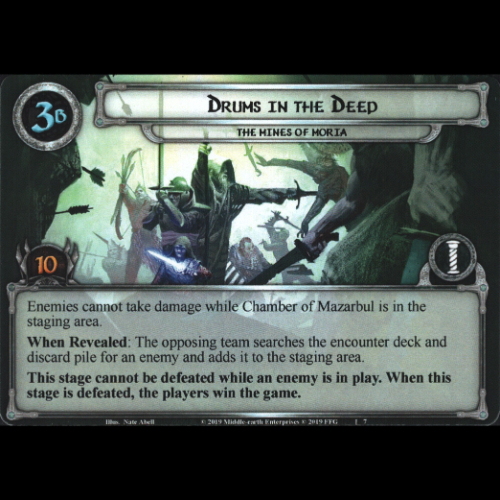 3B
DRUMS IN THE DEEP
THE MINES OF MORIA
10
Enemies cannot take damage while Chamber of Mazarbul is in the
staging area.
When Revealed: The opposing team searches the encounter deck and
discard pile for an enemy and adds it to the staging area.
This stage cannot be defeated while an enemy is in play. When this
stage is defeated, the players win the game.
Illus. Nate Abell © 2019 Middle-earth Enterprises © 2019 FFG 7